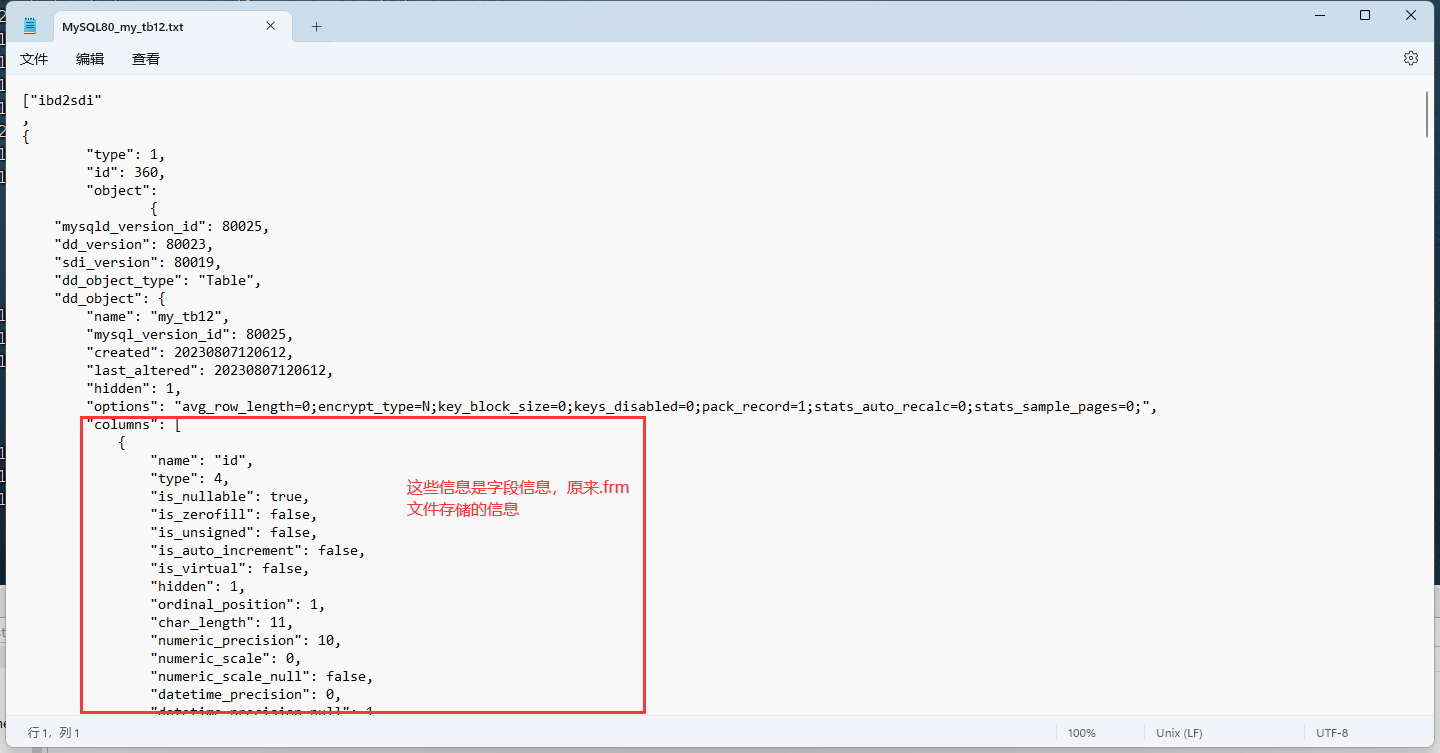 MySQL80_my_tb12.txt
文件 编辑 查看
["ibd2sdi"
,
{
"type": 1,
"id": 360,
"object":
{
"mysqld_version_id": 80025,
"dd_version": 80023,
"sdi_version": 80019,
"dd_object_type": "Table",
"dd_object": {
"name": "my_tb12",
"mysql_version_id": 80025,
"created": 20230807120612,
"last_altered": 20230807120612,
"hidden": 1,
"options": "avg_row_length=0;encrypt_type=N;key_block_size=0;keys_disabled=0;pack_record=1;stats_auto_recalc=0;stats_sample_pages=0;",
"columns": [
{
"name": "id",
"type": 4,
"is_nullable": true,
"is_zerofill": false,
"is_unsigned": false,
"is_auto_increment": false,
"is_virtual": false,
"hidden": 1,
"ordinal_position": 1,
"char_length": 11,
"numeric_precision": 10,
"numeric_scale": 0,
"numeric_scale_null": false,
"datetime_precision": 0,
"datetime_precision_null": 1
这些信息是字段信息，原来.frm
文件存储的信息
行 1，列 1
100%
Unix (LF)
UTF-8